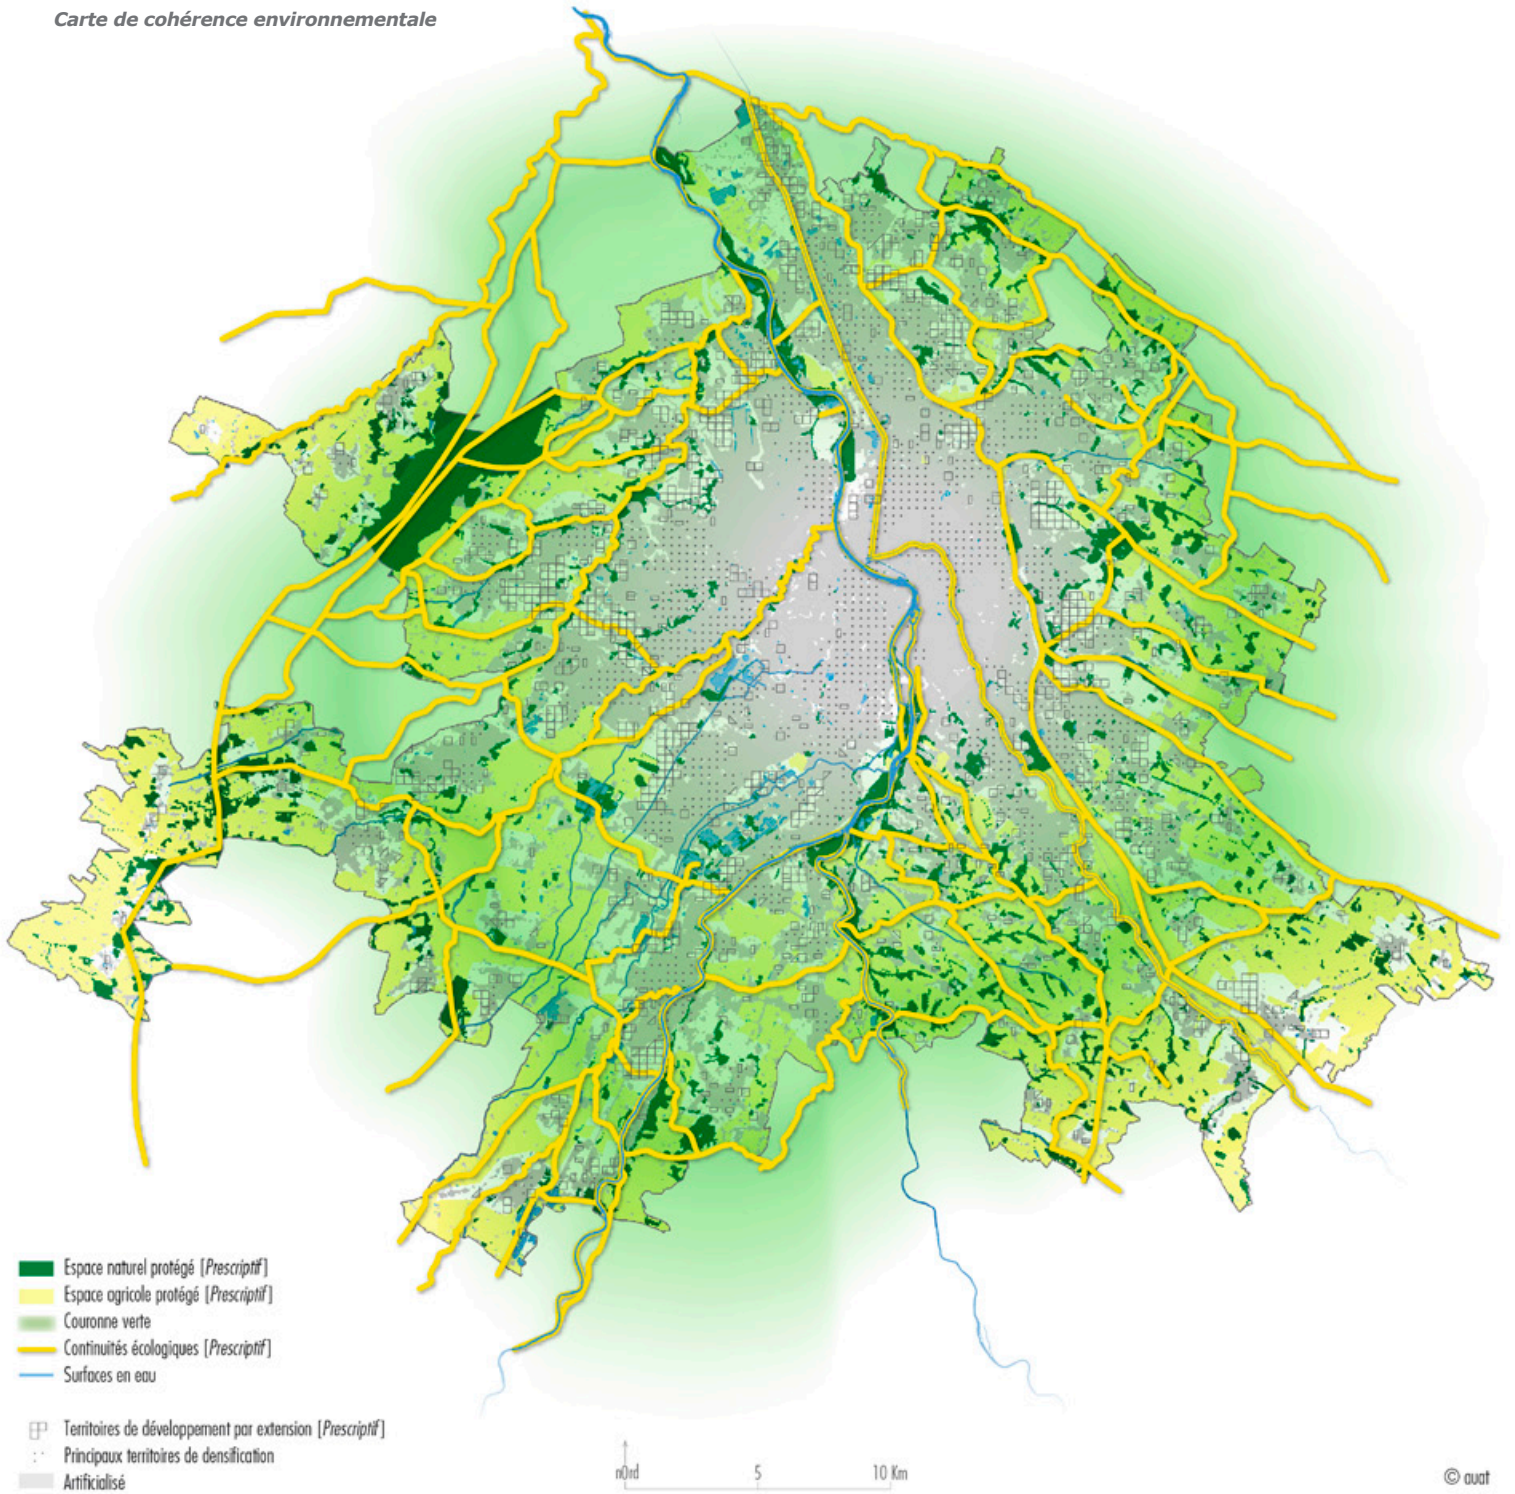 Carte de cohérence environnementale
Espace naturel protégé [Prescriptif]
Espace agricole protégé [Prescriptif]
Couronne verte
Continuités écologiques [Prescriptif]
Surfaces en eau
Territoires de développement par extension [Prescriptif]
Principaux territoires de densification
Artificialisé
n0rd 5 10 Km
© auat